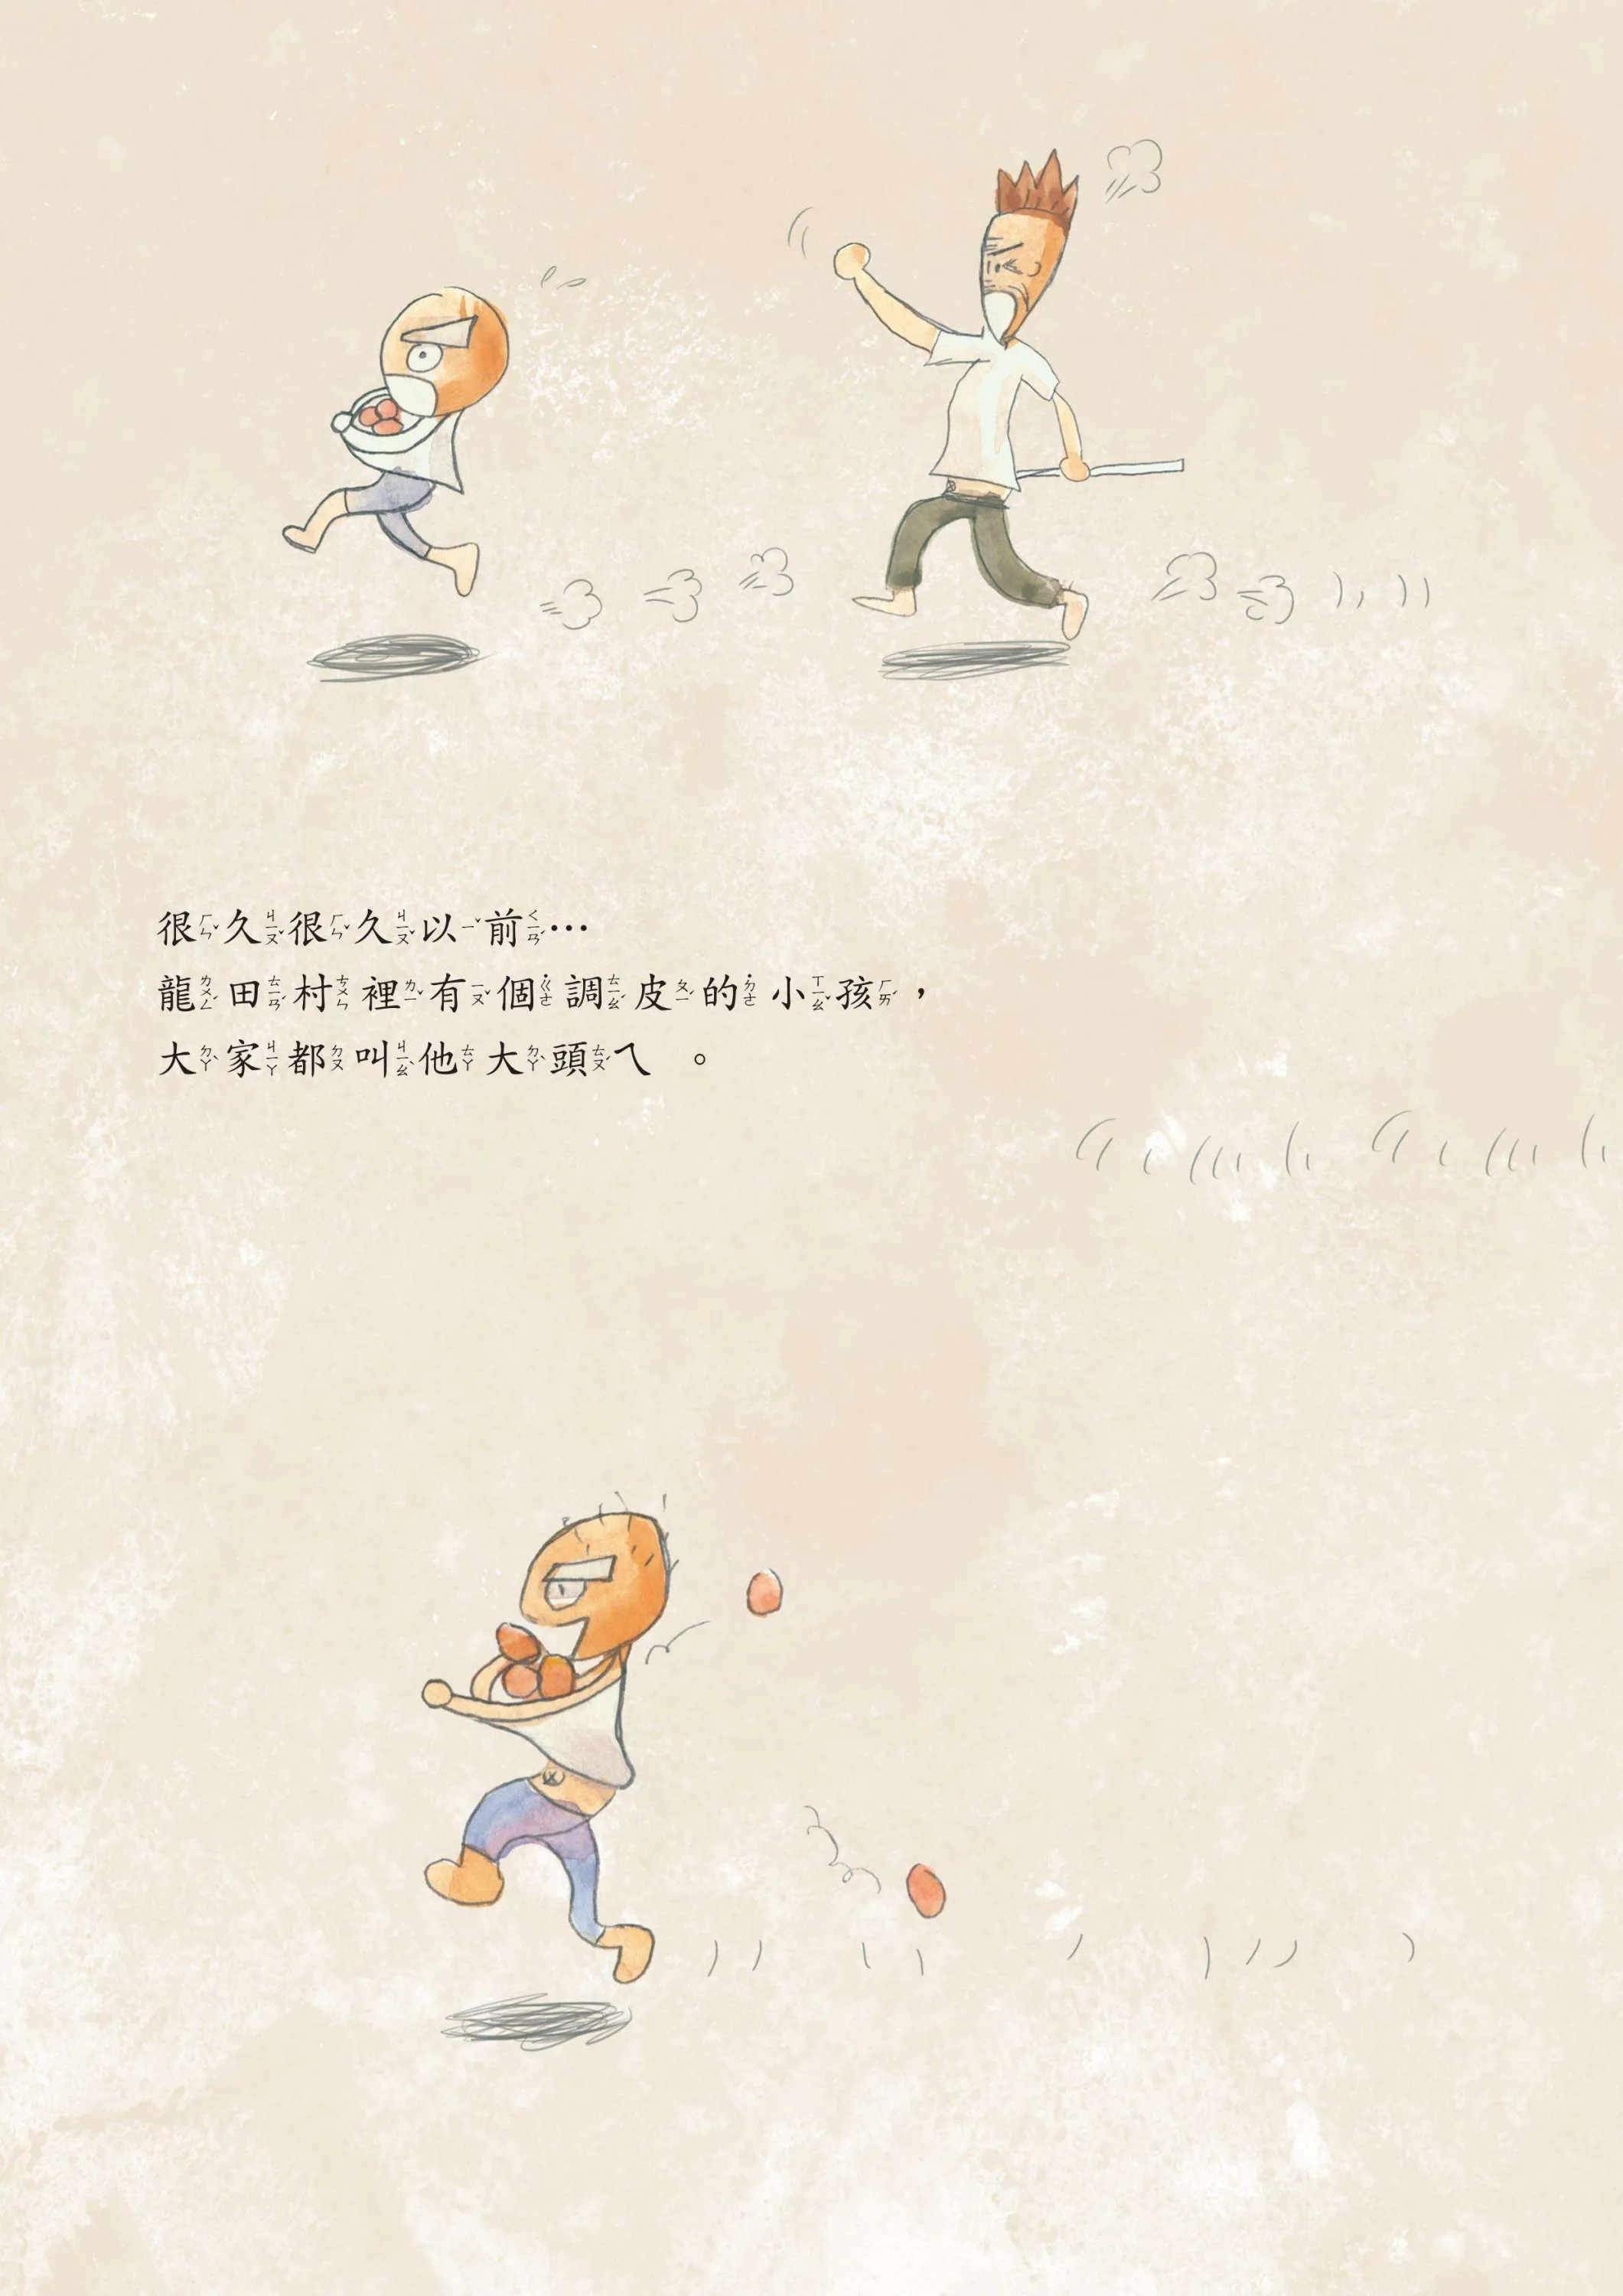 很久很久以前…
龍田村裡有個調皮的小孩，
大家都叫他大頭ㄟ。